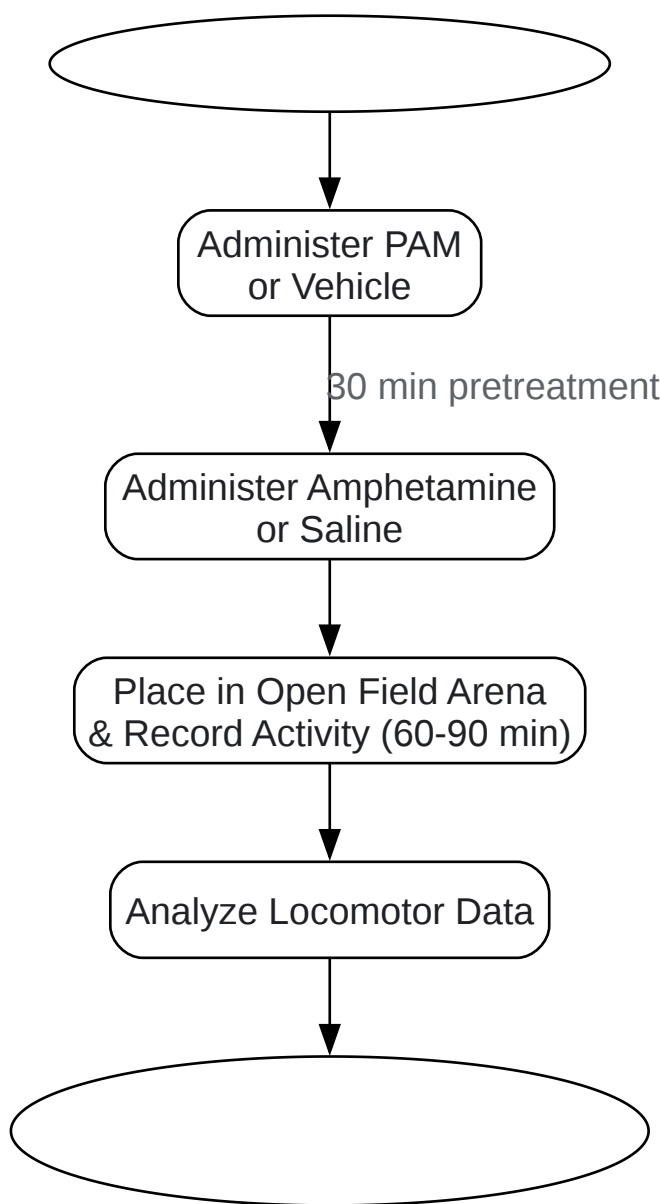 Administer PAM
or Vehicle
30 min pretreatment
Administer Amphetamine
or Saline
Place in Open Field Arena
& Record Activity (60-90 min)
Analyze Locomotor Data